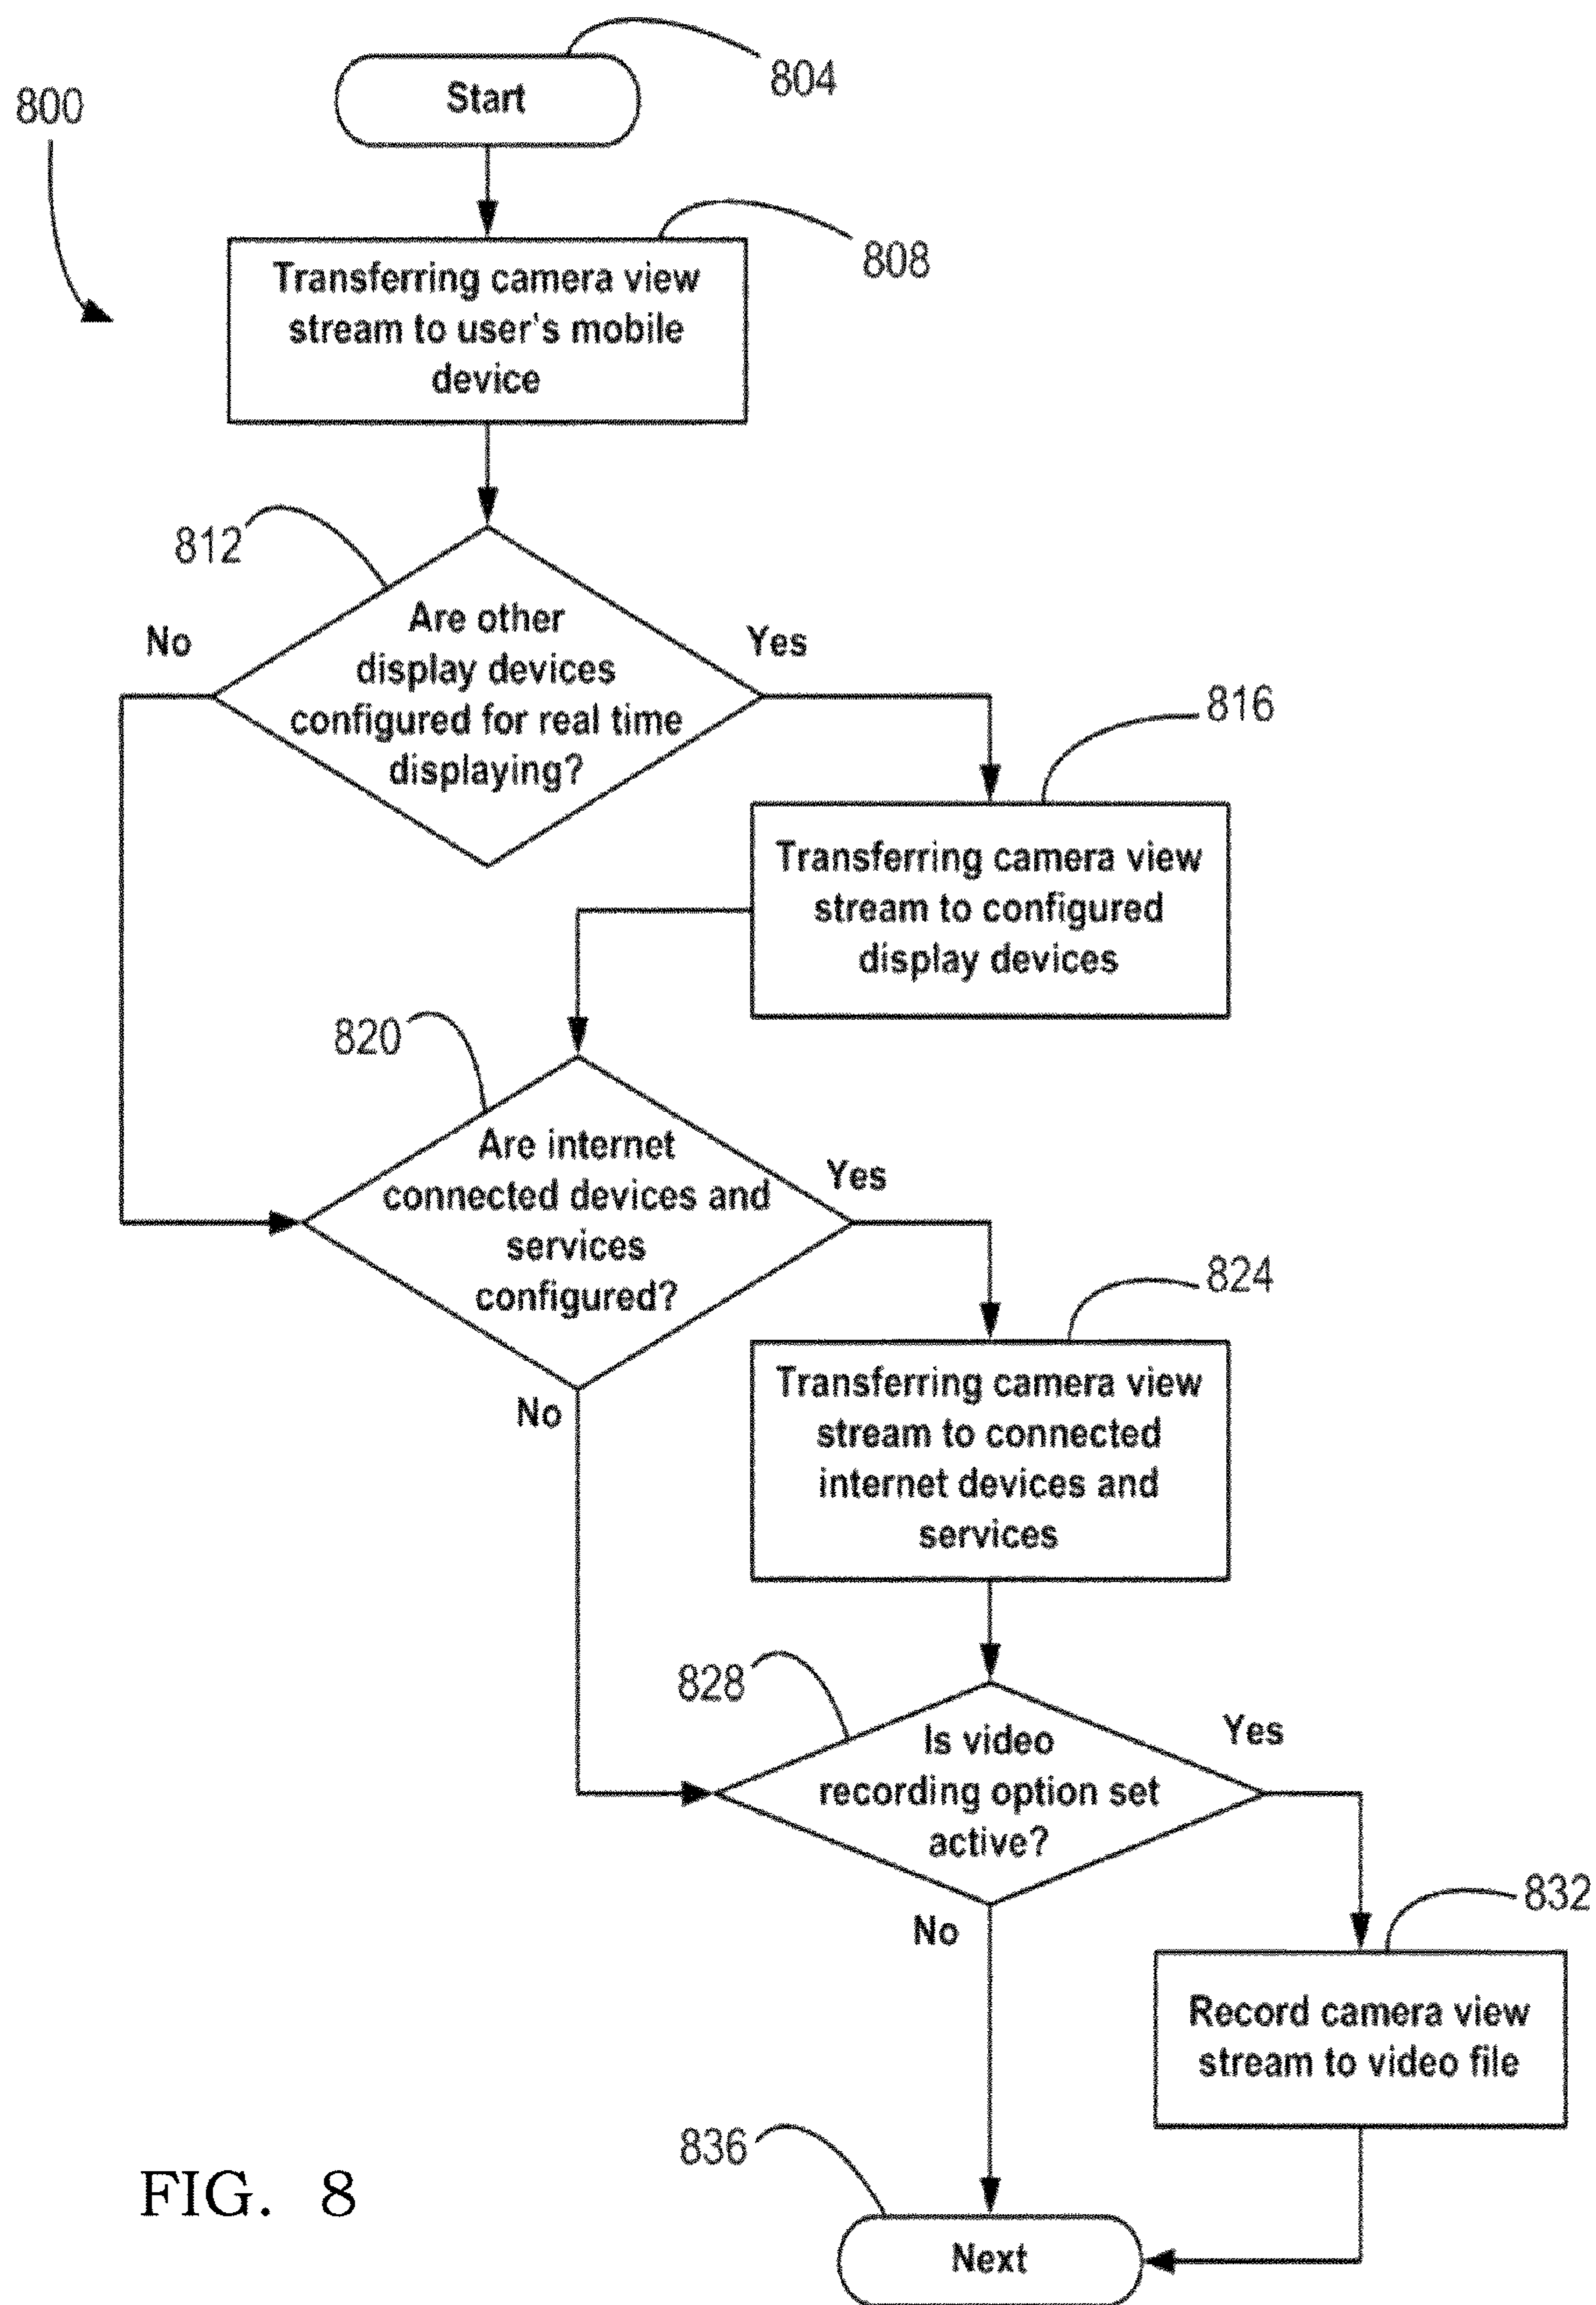 804
Start
800
808
Transferring camera view
stream to user's mobile
device
812
No
Are other
display devices
configured for real time
displaying?
Yes
816
Transferring camera view
stream to configured
display devices
820
Are internet
connected devices and
services
configured?
Yes
No
824
Transferring camera view
stream to connected
internet devices and
services
828
Is video
recording option set
active?
Yes
No
832
Record camera view
stream to video file
836
Next
FIG. 8